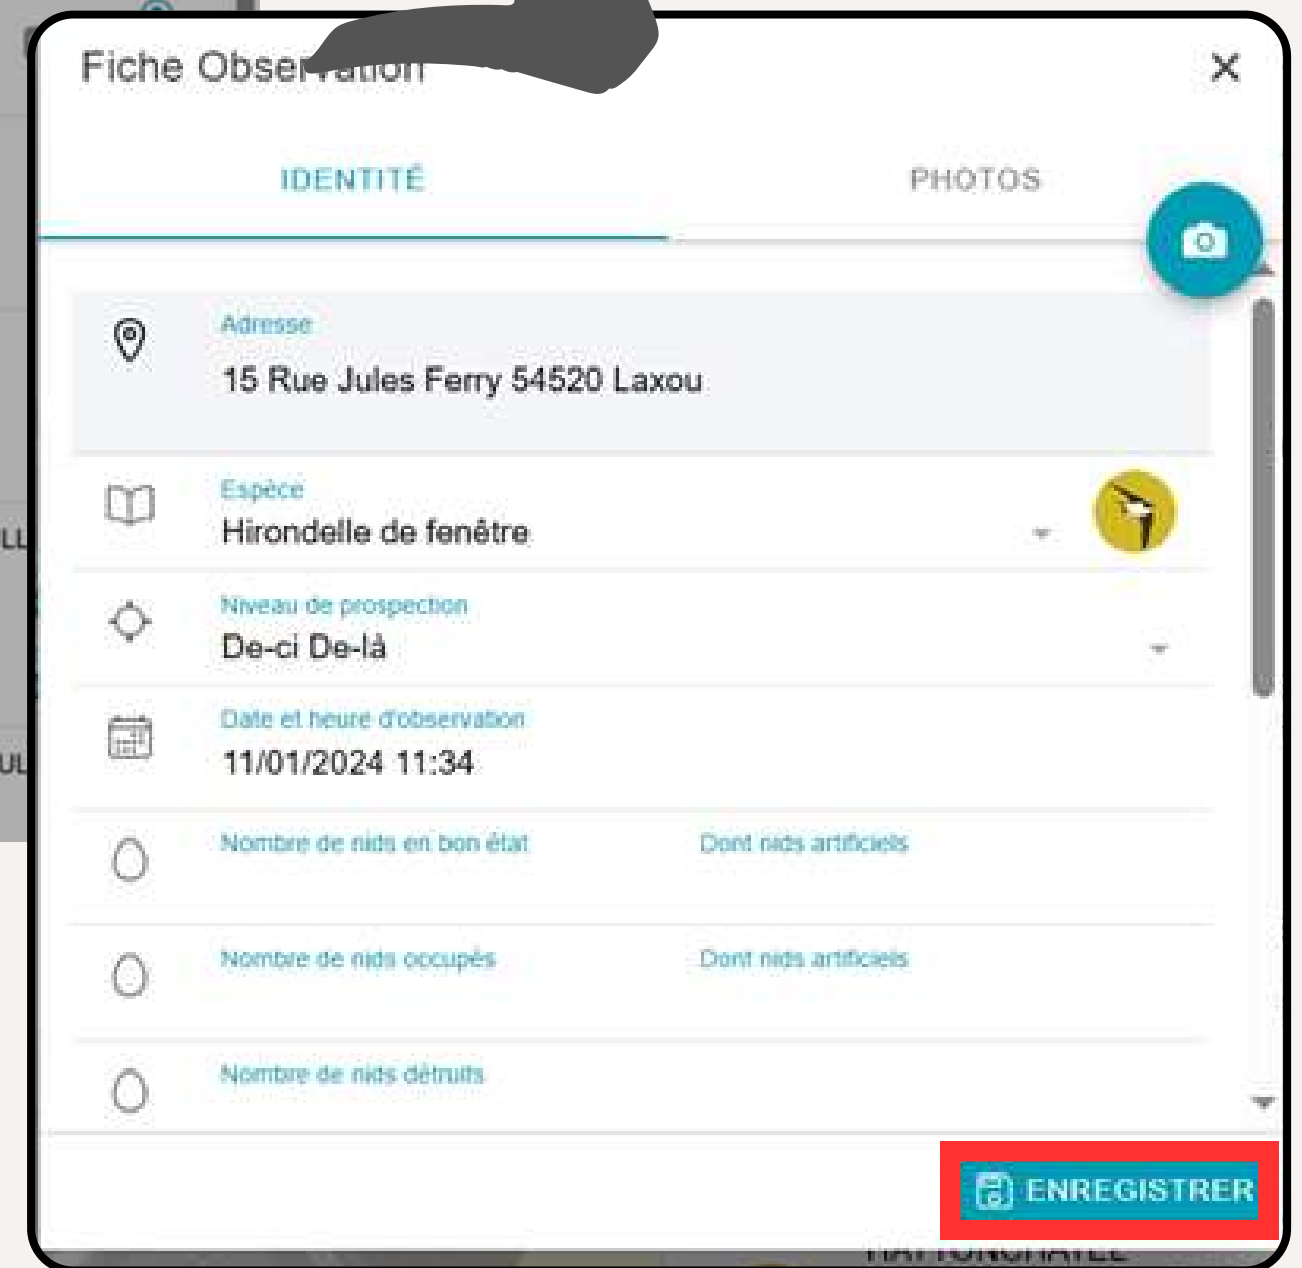 Fiche Observation
IDENTITÉ
PHOTOS
Adresse
15 Rue Jules Ferry 54520 Laxou
Espèce
Hirondelle de fenêtre
Niveau de prospection
De-ci De-là
Date et heure d'observation
11/01/2024 11:34
Nombre de nids en bon état
Dont nids artificiels
Nombre de nids occupés
Dont nids artificiels
Nombre de nids détruits
ENREGISTRER